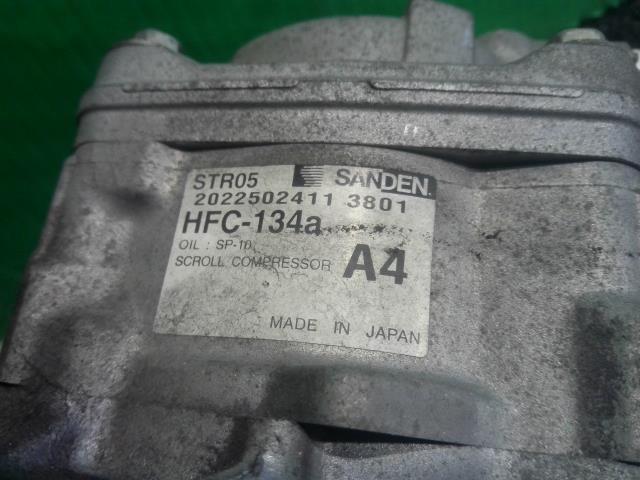 STR05 SANDEN
2022502411 3801
HFC-134a
OIL : SP-10
SCROLL COMPRESSOR A4
MADE IN JAPAN